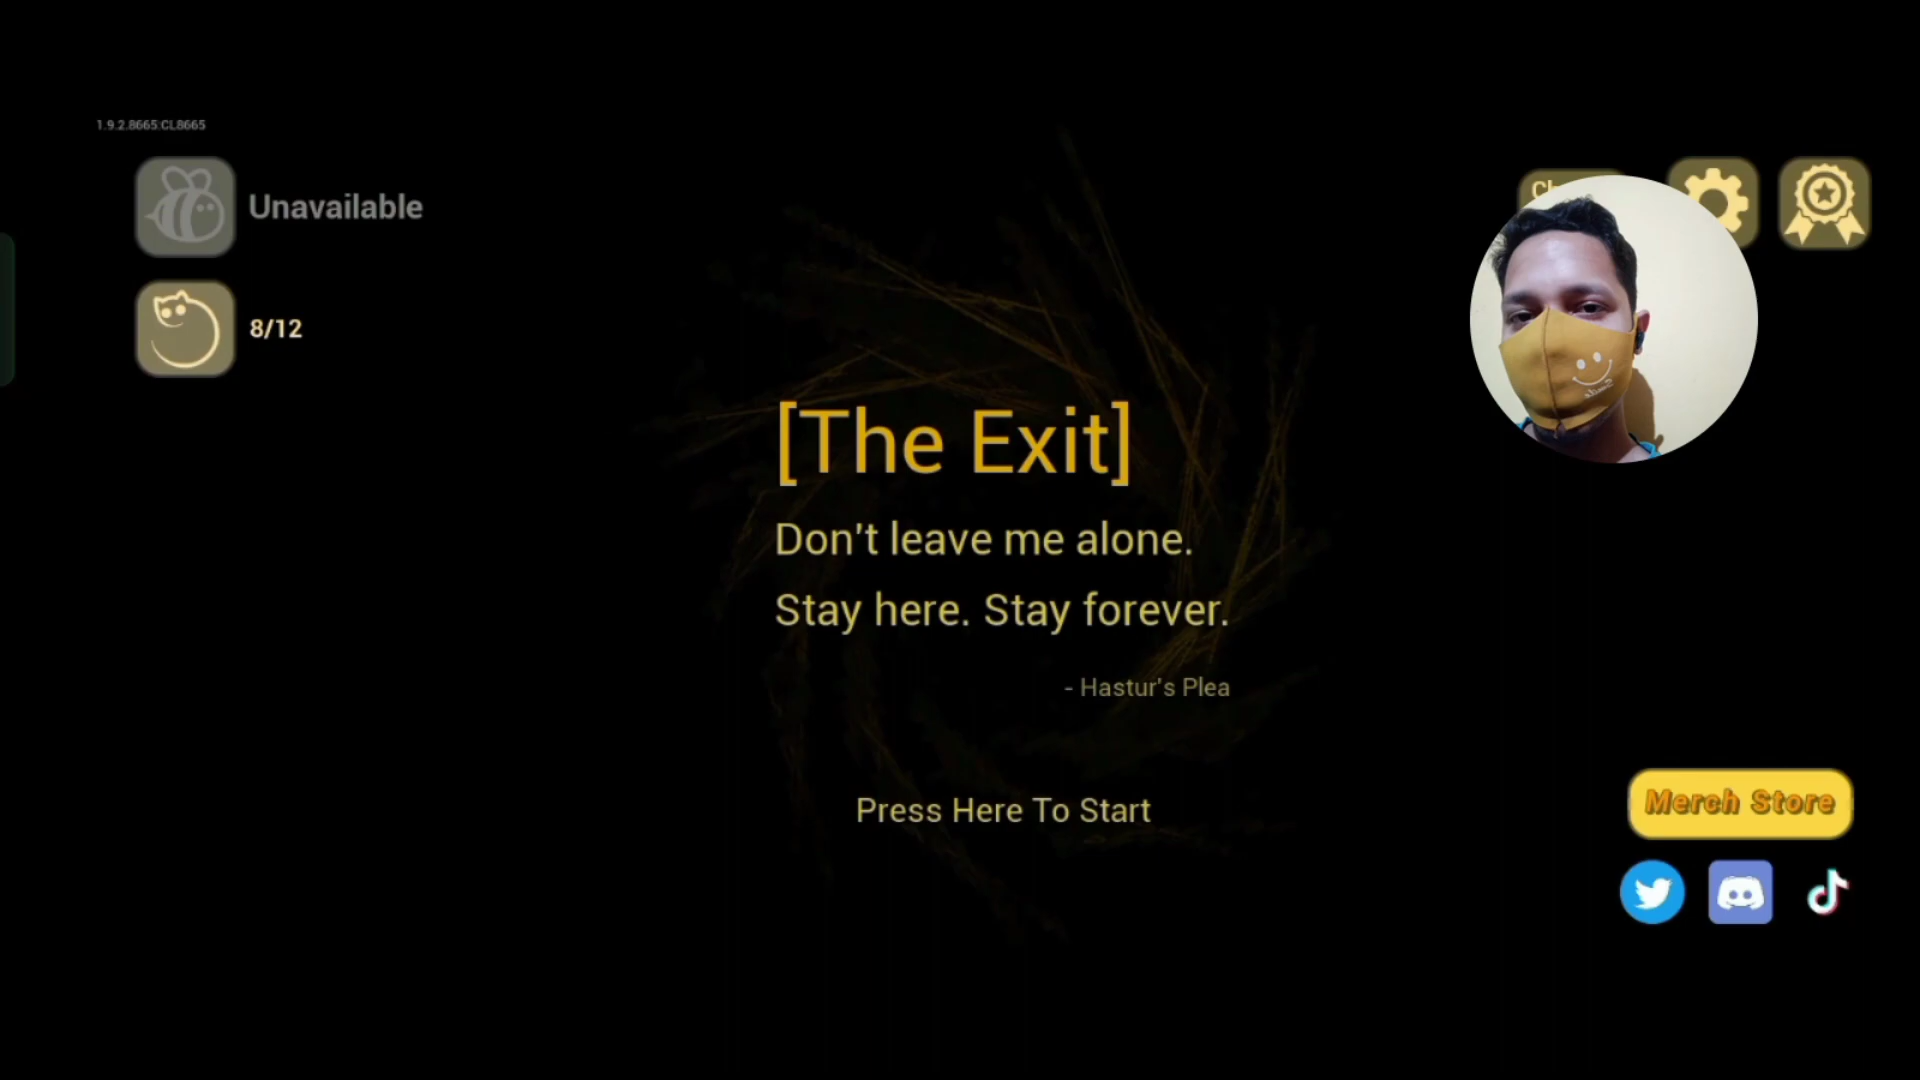 1.9.2.8665:CL8665
Unavailable
8/12
[The Exit]
Don't leave me alone.
Stay here. Stay forever.
- Hastur's Plea
Press Here To Start
Merch Store